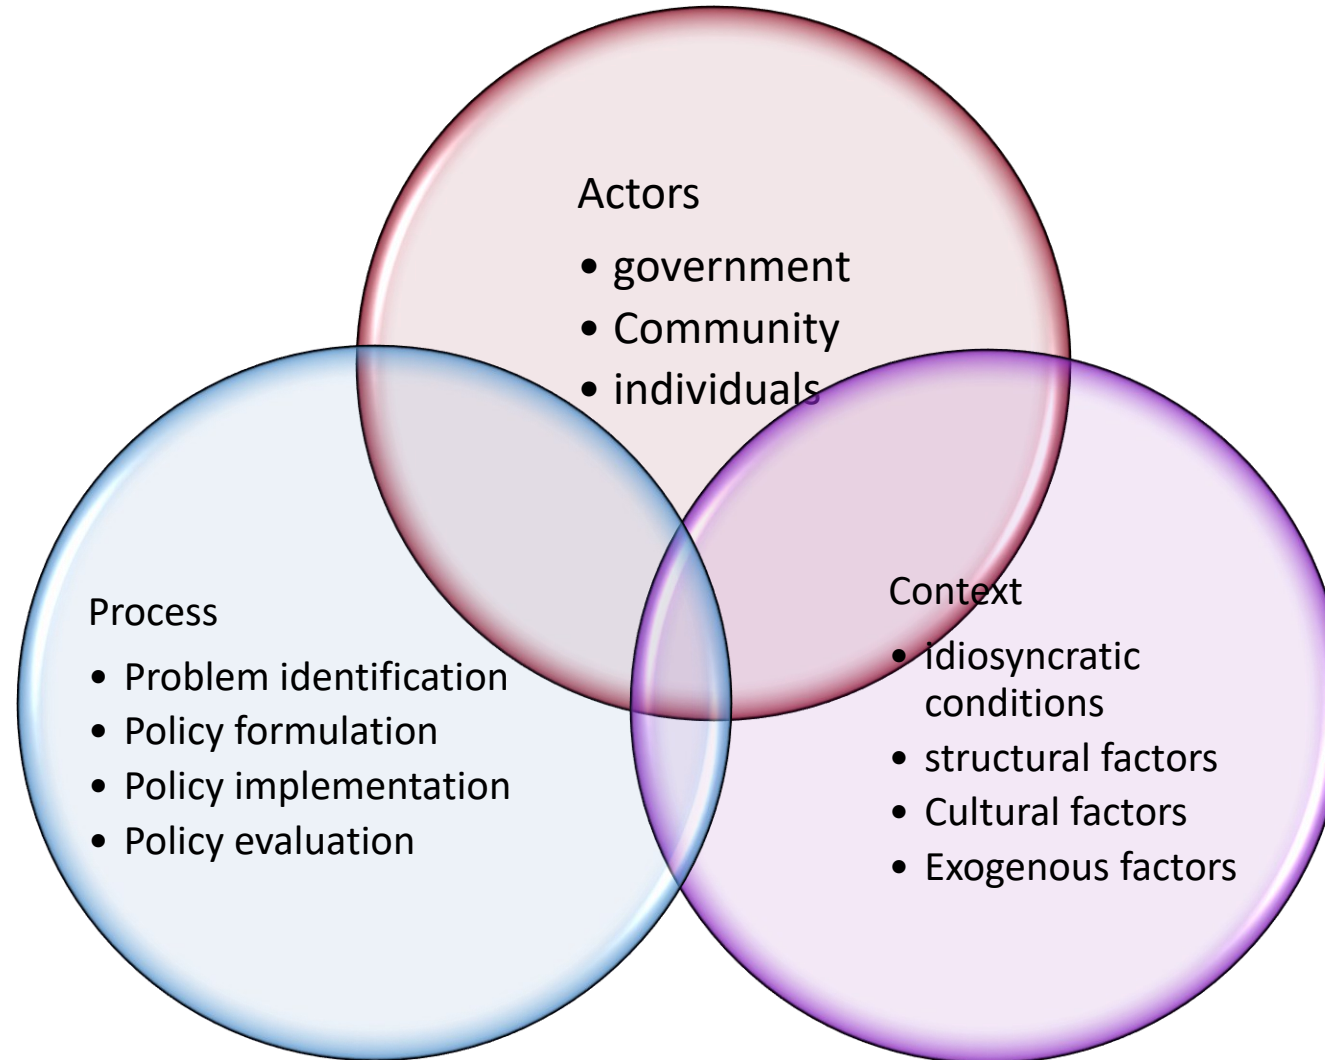 Actors
• government
• Community
• individuals
Process
• Problem identification
• Policy formulation
• Policy implementation
• Policy evaluation
Context
• idiosyncratic
conditions
• structural factors
• Cultural factors
• Exogenous factors